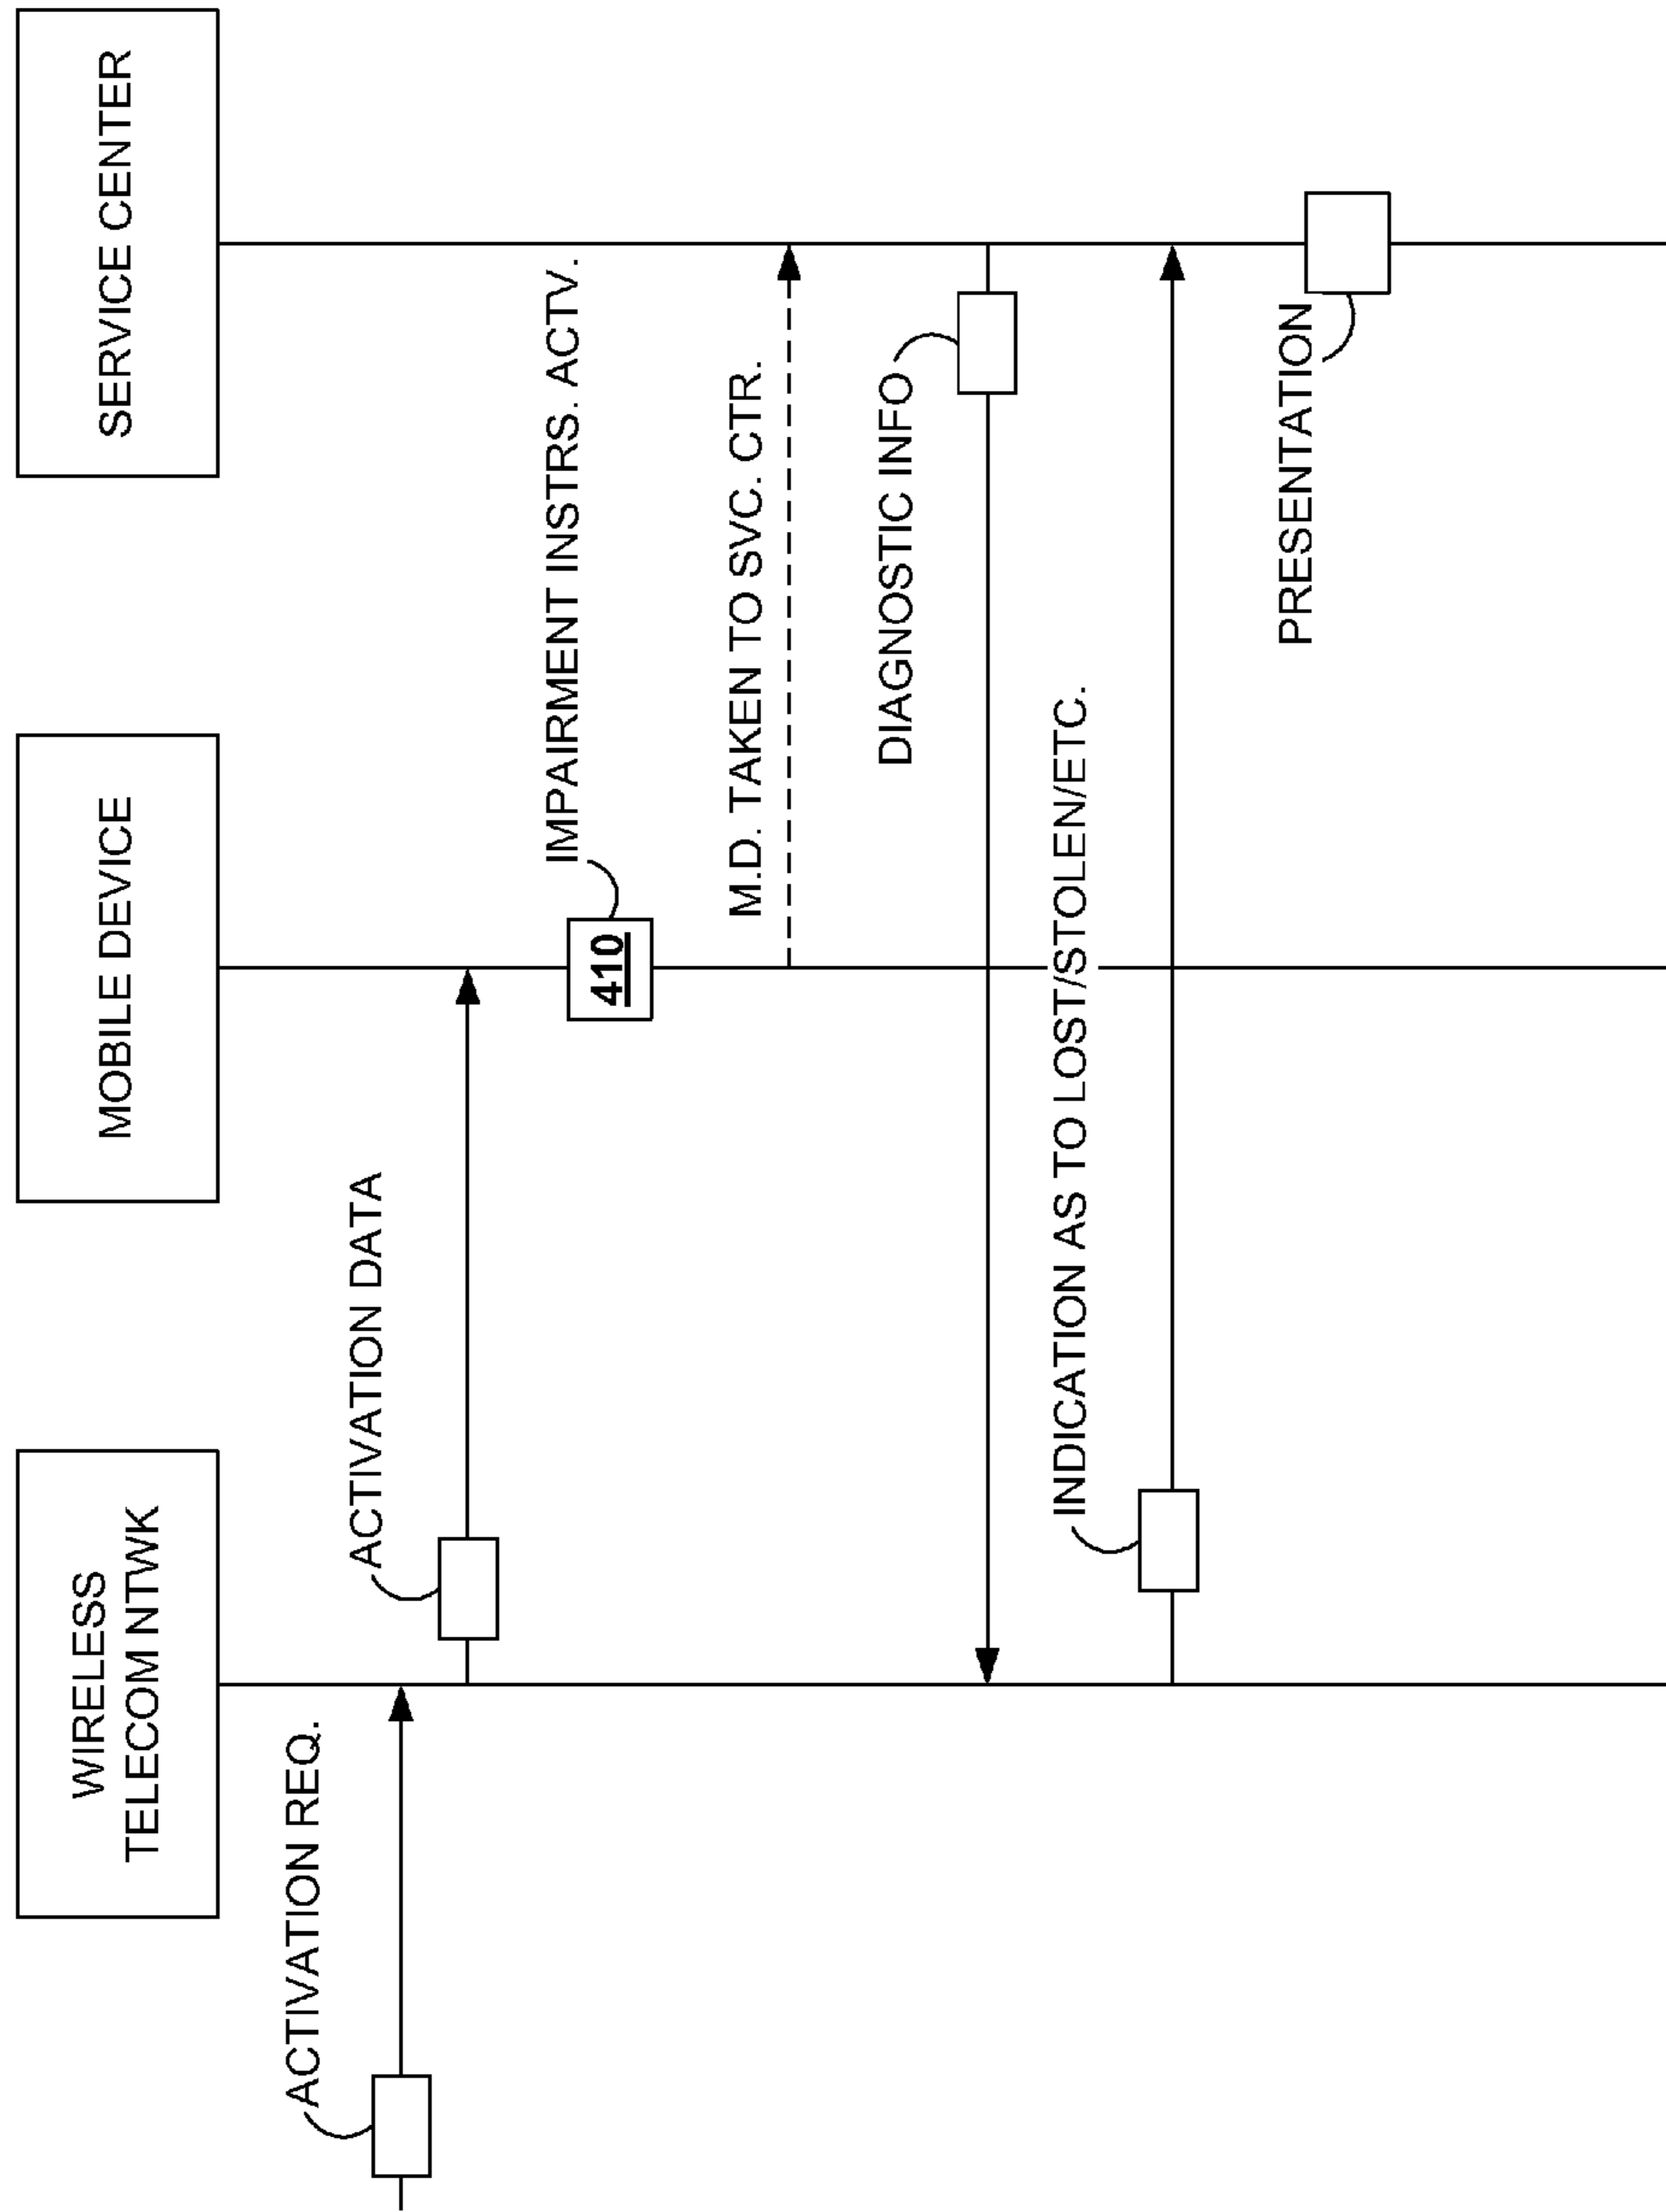 WIRELESS
TELECOM NTWK
MOBILE DEVICE
SERVICE CENTER
ACTIVATION REQ.
ACTIVATION DATA
IMPAIRMENT INSTRS. ACTV.
410
M.D. TAKEN TO SVC. CTR.
DIAGNOSTIC INFO
INDICATION AS TO LOST/STOLEN/ETC.
PRESENTATION